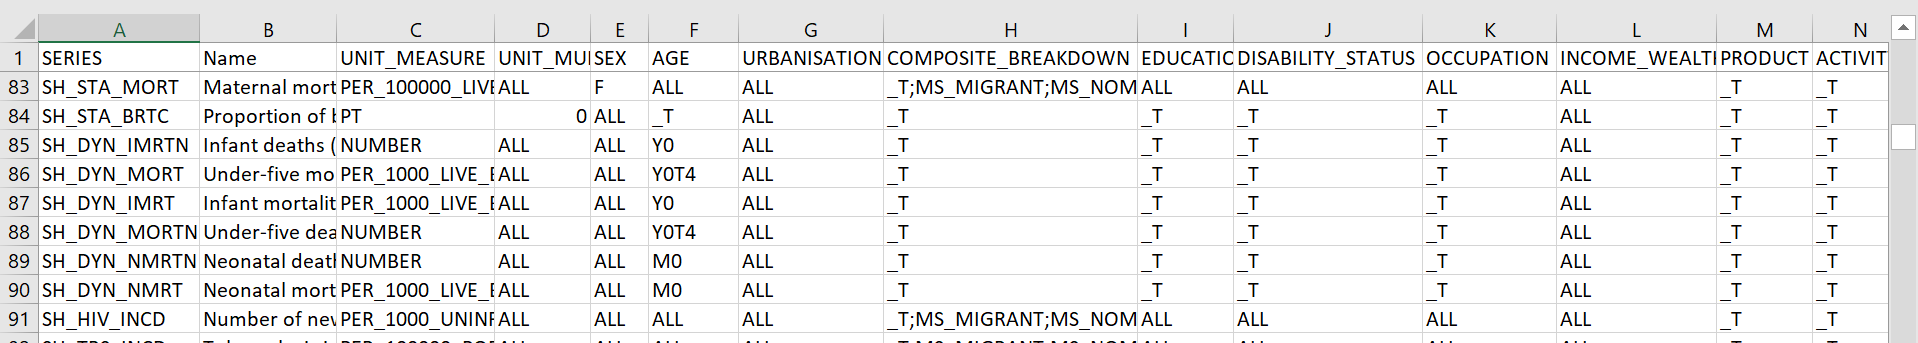 A B C D E F G H I J K L M N
1 SERIES Name UNIT_MEASURE UNIT_MUI SEX AGE URBANISATION COMPOSITE_BREAKDOWN EDUCATIC DISABILITY_STATUS OCCUPATION INCOME_WEALTH PRODUCT ACTIVIT
83 SH_STA_MORT Maternal mort PER_100000_LIVE ALL F ALL ALL _T;MS_MIGRANT;MS_NOM ALL ALL ALL ALL _T _T
84 SH_STA_BRTC Proportion of b PT 0 ALL _T ALL _T _T _T _T ALL _T _T
85 SH_DYN_IMRTN Infant deaths ( NUMBER ALL ALL Y0 ALL _T _T _T _T ALL _T _T
86 SH_DYN_MORT Under-five mo PER_1000_LIVE_B ALL ALL Y0T4 ALL _T _T _T _T ALL _T _T
87 SH_DYN_IMRT Infant mortalit PER_1000_LIVE_B ALL ALL Y0 ALL _T _T _T _T ALL _T _T
88 SH_DYN_MORTN Under-five dea NUMBER ALL ALL Y0T4 ALL _T _T _T _T ALL _T _T
89 SH_DYN_NMRTN Neonatal death NUMBER ALL ALL M0 ALL _T _T _T _T ALL _T _T
90 SH_DYN_NMRT Neonatal mort PER_1000_LIVE_B ALL ALL M0 ALL _T _T _T _T ALL _T _T
91 SH_HIV_INCD Number of nev PER_1000_UNINF ALL ALL ALL ALL _T;MS_MIGRANT;MS_NOM ALL ALL ALL ALL _T _T